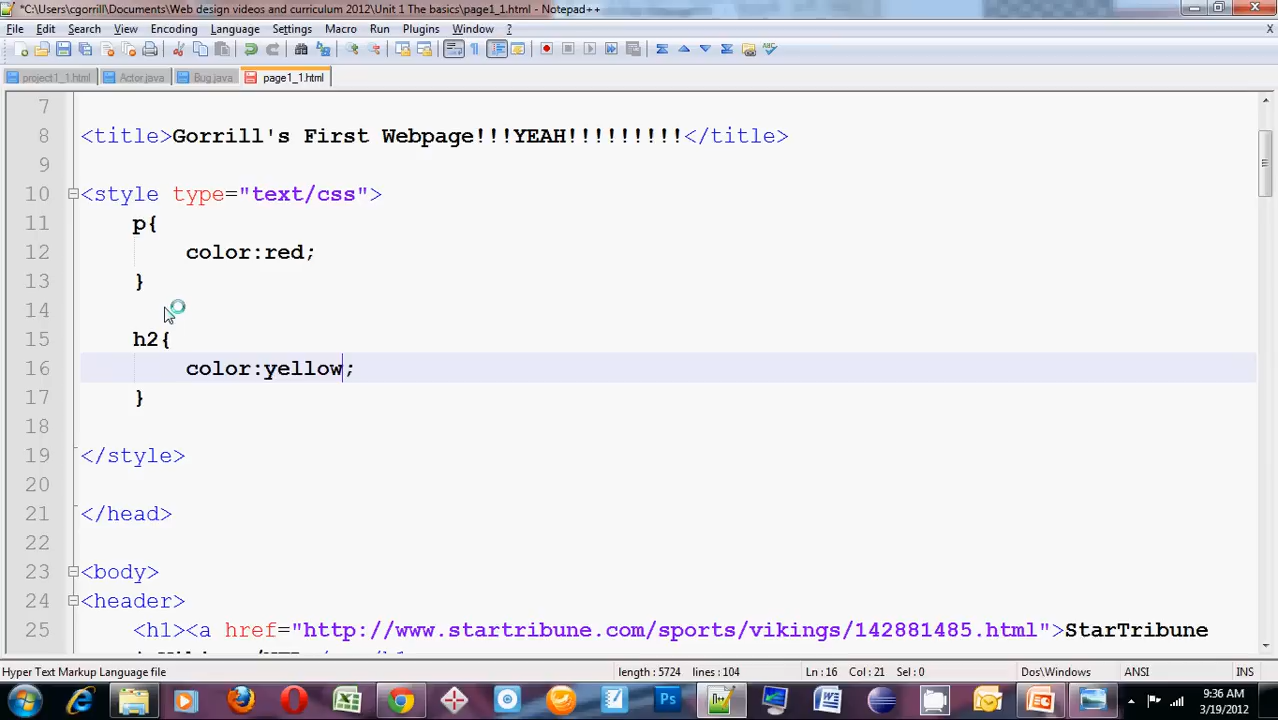 *C:\Users\cgorrill\Documents\Web design videos and curriculum 2012\Unit 1 The basics\page1_1.html - Notepad++
File Edit Search View Encoding Language Settings Macro Run Plugins Window ? X
project1_1.html Actor.java Bug.java page1_1.html
7
8 <title>Gorrill's First Webpage!!!YEAH!!!!!!!!!</title>
9
10 <style type="text/css">
11 p{
12 color:red;
13 }
14
15 h2{
16 color:yellow;
17 }
18
19 </style>
20
21 </head>
22
23 <body>
24 <header>
25 <h1><a href="http://www.startribune.com/sports/vikings/142881485.html">StarTribune
Hyper Text Markup Language file length : 5724 lines : 104 Ln : 16 Col : 21 Sel : 0 Dos\Windows ANSI INS
Ps 9:36 AM
3/19/2012